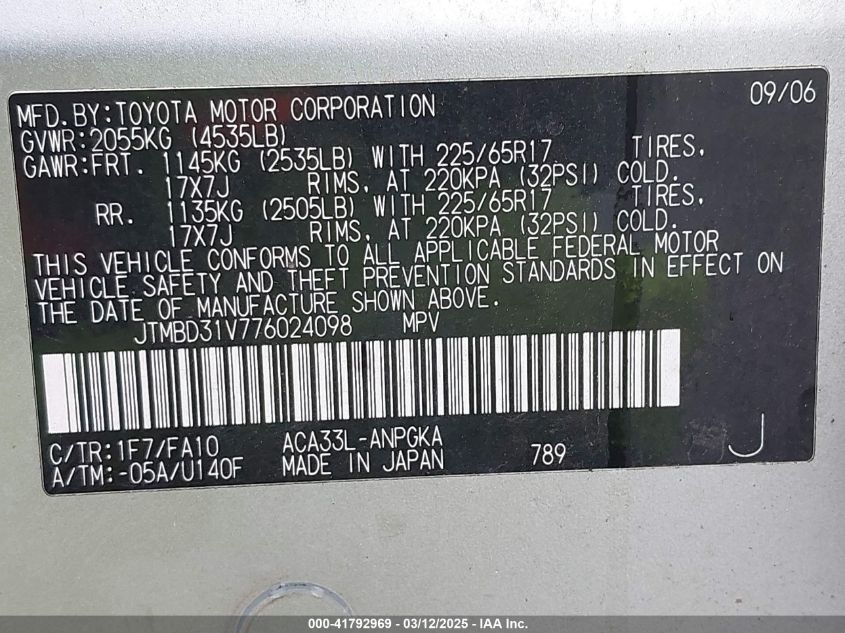 MFD.BY:TOYOTA MOTOR CORPORATION 09/06
GVWR:2055KG (4535LB)
GAWR:FRT. 1145KG (2535LB) WITH 225/65R17 TIRES,
17X7J RIMS, AT 220KPA (32PSI) COLD.
RR. 1135KG (2505LB) WITH 225/65R17 TIRES,
17X7J RIMS, AT 220KPA (32PSI) COLD.
THIS VEHICLE CONFORMS TO ALL APPLICABLE FEDERAL MOTOR
VEHICLE SAFETY AND THEFT PREVENTION STANDARDS IN EFFECT ON
THE DATE OF MANUFACTURE SHOWN ABOVE.
JTMBD31V776024098 MPV
C/TR:1F7/FA10 ACA33L-ANPGKA
A/TM:-05A/U140F MADE IN JAPAN 789 J
000-41792969 - 03/12/2025 - IAA Inc.